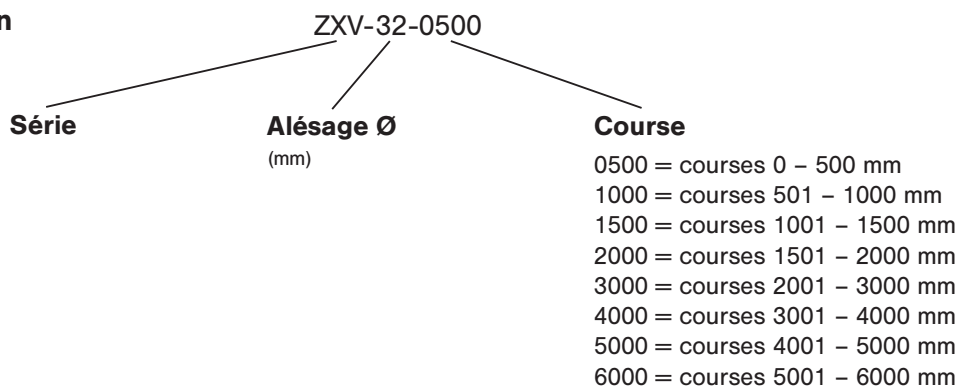 n
ZXV-32-0500
Série
Alésage Ø
Course
(mm)
0500 = courses 0 – 500 mm
1000 = courses 501 – 1000 mm
1500 = courses 1001 – 1500 mm
2000 = courses 1501 – 2000 mm
3000 = courses 2001 – 3000 mm
4000 = courses 3001 – 4000 mm
5000 = courses 4001 – 5000 mm
6000 = courses 5001 – 6000 mm